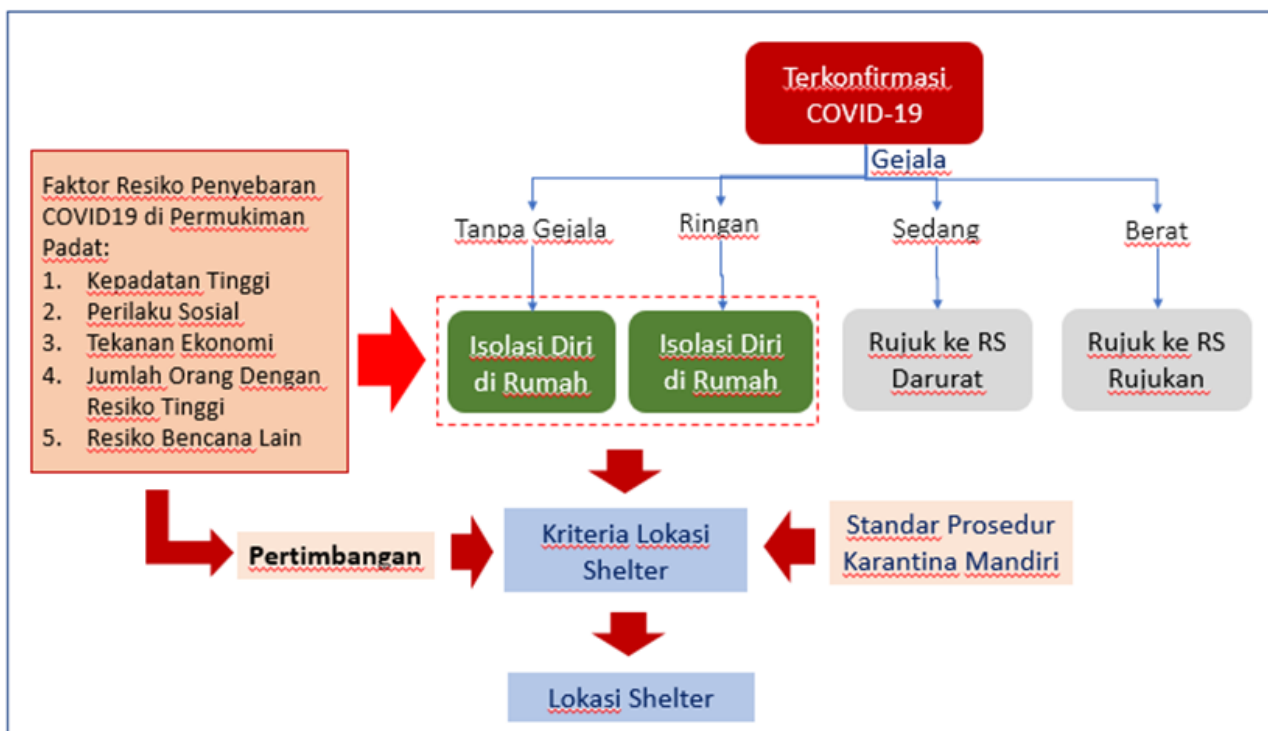 Terkonfirmasi
COVID-19
Gejala
Faktor Resiko Penyebaran
COVID19 di Permukiman
Padat:
1. Kepadatan Tinggi
2. Perilaku Sosial
3. Tekanan Ekonomi
4. Jumlah Orang Dengan
Resiko Tinggi
5. Resiko Bencana Lain
Tanpa Gejala
Ringan
Sedang
Berat
Isolasi Diri
di Rumah
Isolasi Diri
di Rumah
Rujuk ke RS
Darurat
Rujuk ke RS
Rujukan
Pertimbangan
Kriteria Lokasi
Shelter
Standar Prosedur
Karantina Mandiri
Lokasi Shelter